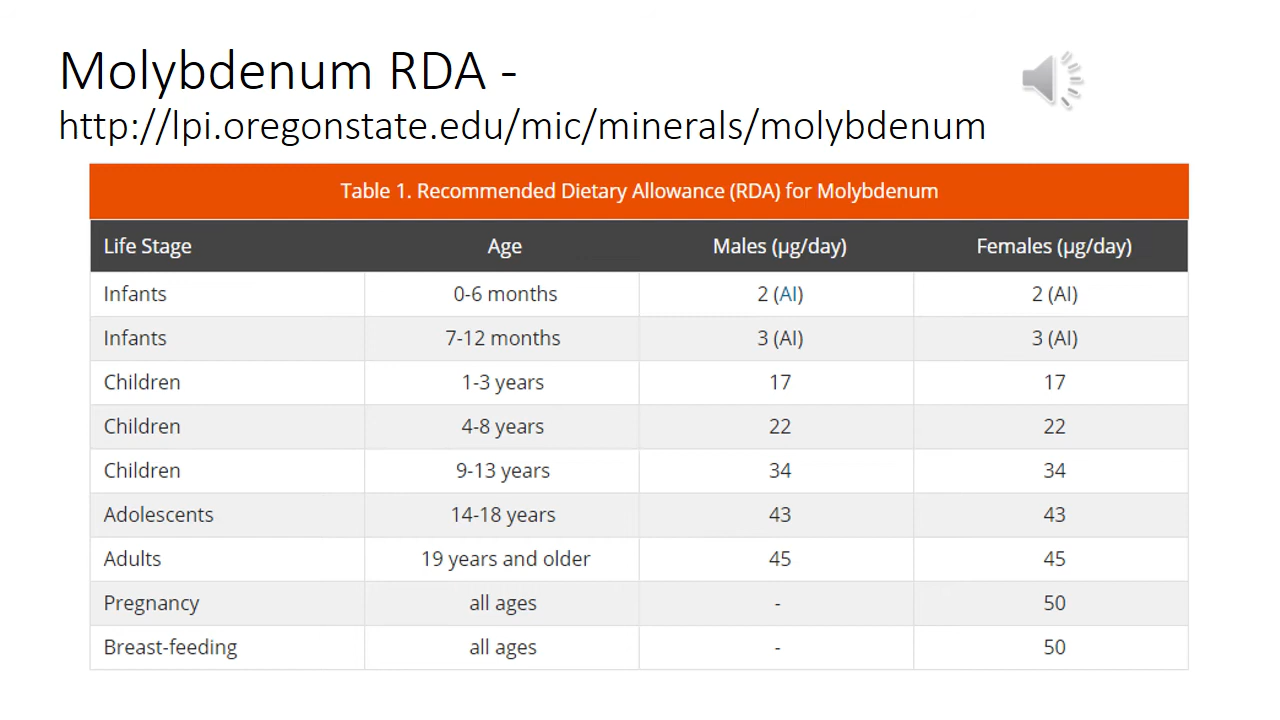 Molybdenum RDA -
http://lpi.oregonstate.edu/mic/minerals/molybdenum
Table 1. Recommended Dietary Allowance (RDA) for Molybdenum
Life Stage Age Males (μg/day) Females (μg/day)
Infants 0-6 months 2 (AI) 2 (AI)
Infants 7-12 months 3 (AI) 3 (AI)
Children 1-3 years 17 17
Children 4-8 years 22 22
Children 9-13 years 34 34
Adolescents 14-18 years 43 43
Adults 19 years and older 45 45
Pregnancy all ages - 50
Breast-feeding all ages - 50